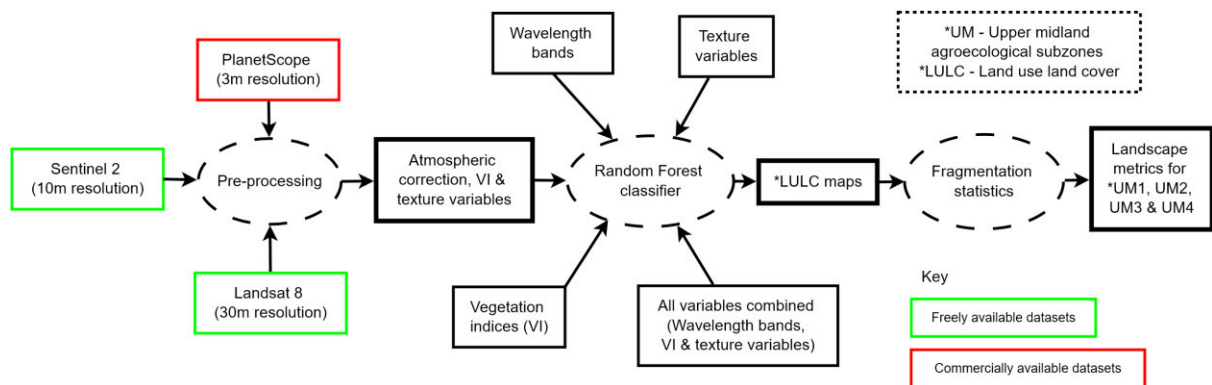 PlanetScope
(3m resolution)
Wavelength
bands
Texture
variables
*UM - Upper midland
agroecological subzones
*LULC - Land use land cover
Sentinel 2
(10m resolution)
Pre-processing
Atmospheric
correction, VI &
texture variables
Random Forest
classifier
*LULC maps
Fragmentation
statistics
Landscape
metrics for
*UM1, UM2,
UM3 & UM4
Landsat 8
(30m resolution)
Vegetation
indices (VI)
All variables combined
(Wavelength bands,
VI & texture variables)
Key
Freely available datasets
Commercially available datasets